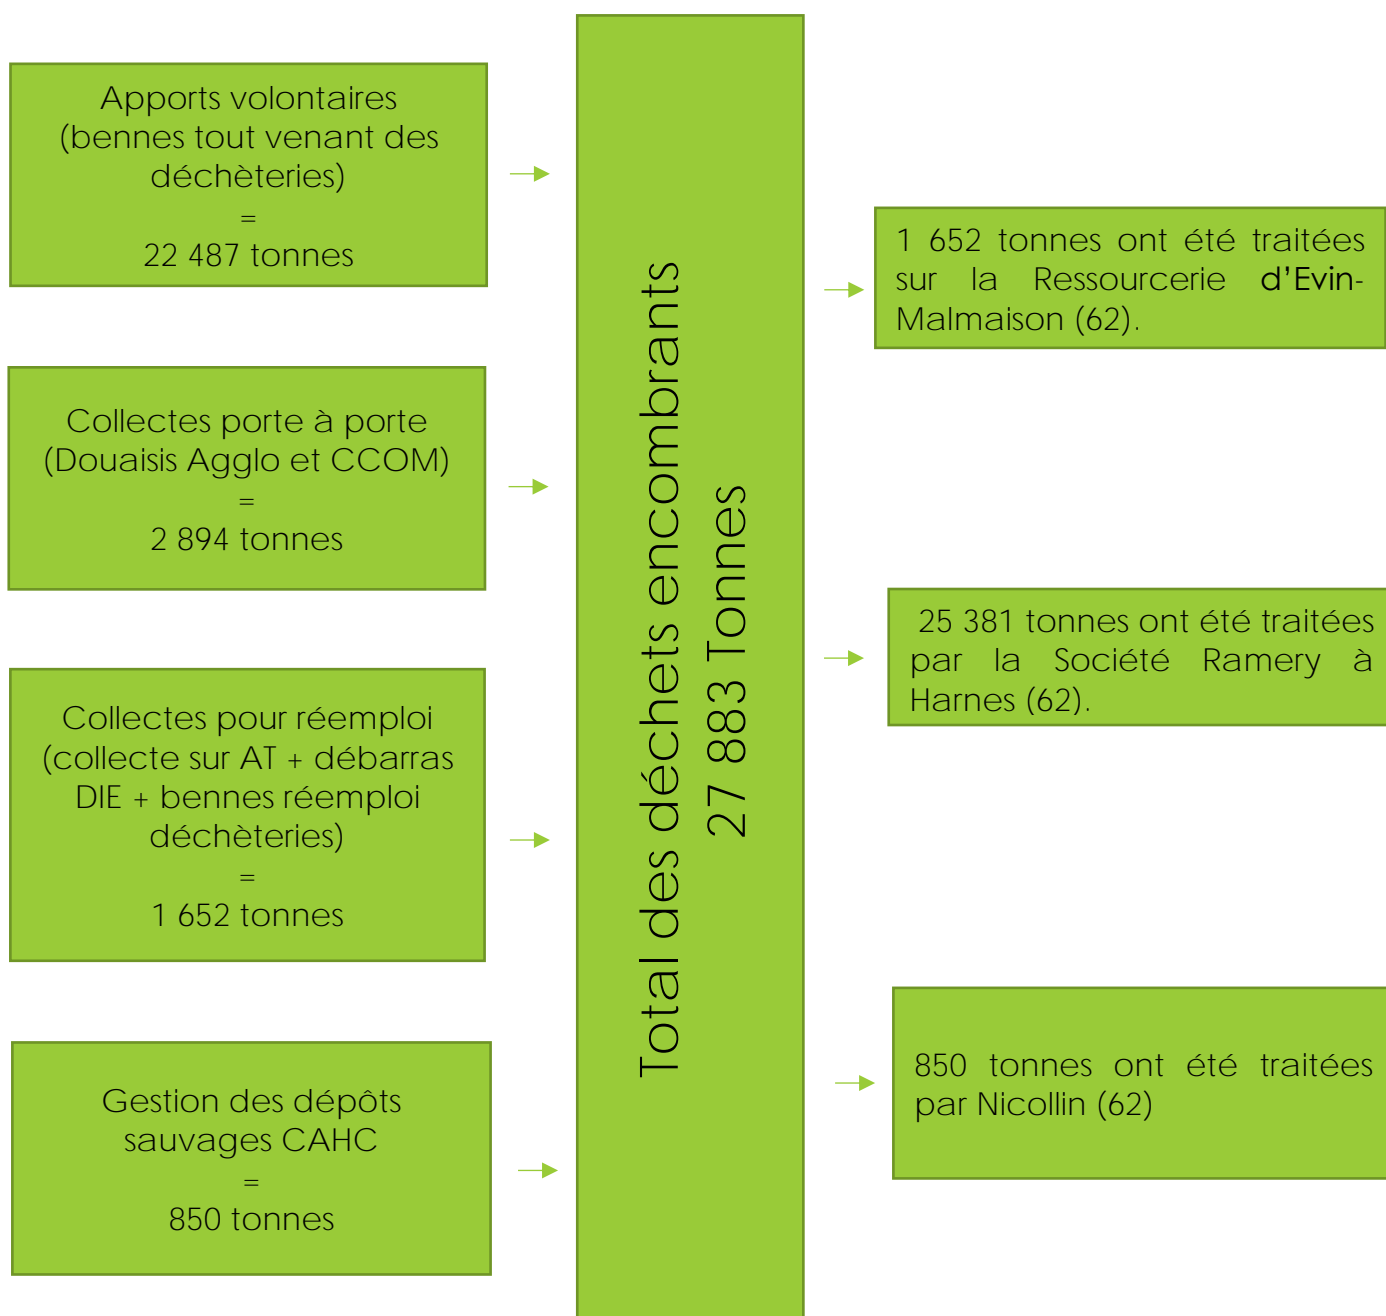 Apports volontaires
(bennes tout venant des
déchèteries)
=
22 487 tonnes
Collectes porte à porte
(Douaisis Agglo et CCOM)
=
2 894 tonnes
Collectes pour réemploi
(collecte sur AT + débarras
DIE + bennes réemploi
déchèteries)
=
1 652 tonnes
Gestion des dépôts
sauvages CAHC
=
850 tonnes
Total des déchets encombrants
27 883 Tonnes
1 652 tonnes ont été traitées
sur la Ressourcerie d'Evin-
Malmaison (62).
25 381 tonnes ont été traitées
par la Société Ramery à
Harnes (62).
850 tonnes ont été traitées
par Nicollin (62)